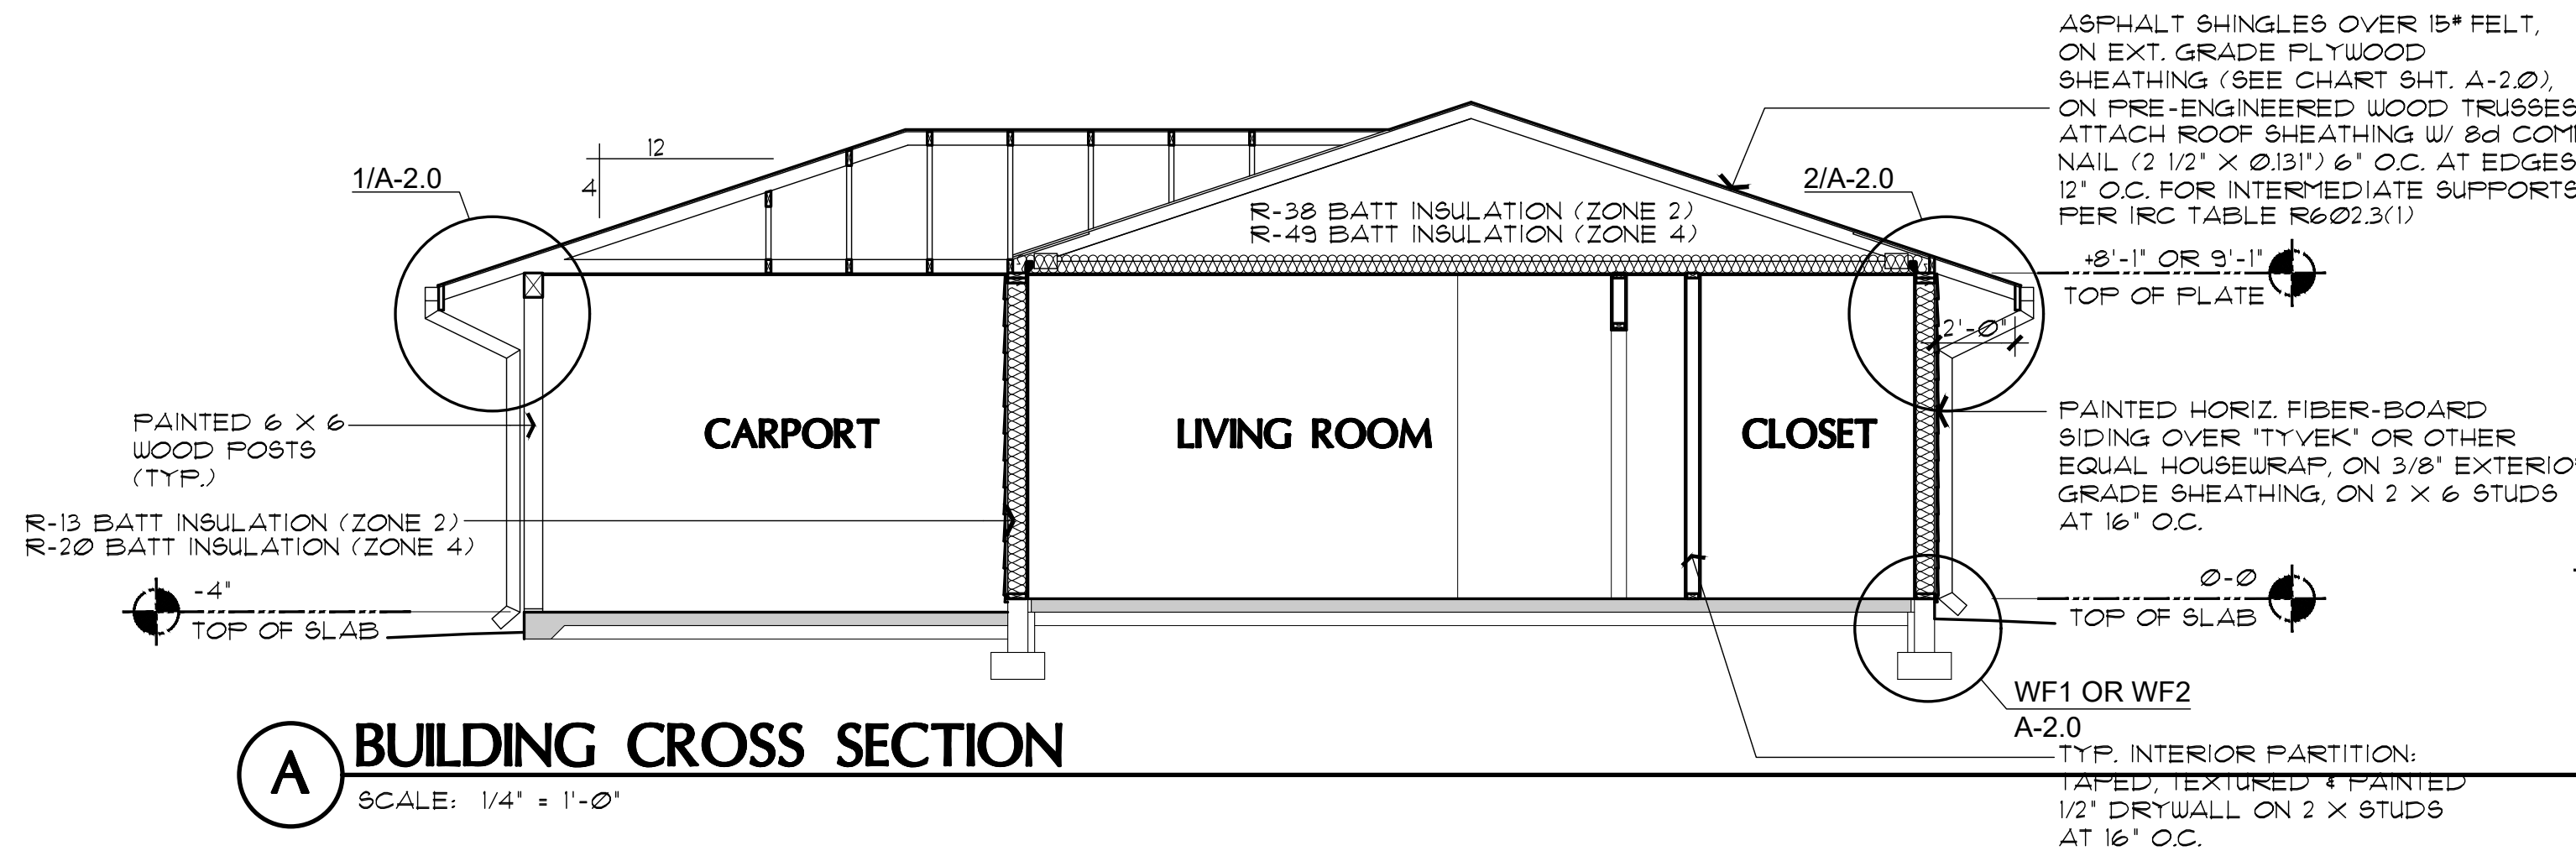 ASPHALT SHINGLES OVER 15# FELT,
ON EXT. GRADE PLYWOOD
SHEATHING (SEE CHART SHT. A-2.0),
ON PRE-ENGINEERED WOOD TRUSSES
ATTACH ROOF SHEATHING W/ 8d
NAIL (2 1/2" X 0.131") 6" O.C. AT EDGES
12" O.C. FOR INTERMEDIATE SUPPORTS
PER IRC TABLE R602.3(1)
12
4
1/A-2.0
2/A-2.0
R-38 BATT INSULATION (ZONE 2)
R-49 BATT INSULATION (ZONE 4)
+8'-1" OR 9'-1"
TOP OF PLATE
2'-0"
PAINTED 6 X 6
WOOD POSTS
(TYP.)
CARPORT
LIVING ROOM
CLOSET
PAINTED HORIZ. FIBER-BOARD
SIDING OVER "TYVEK" OR OTHER
EQUAL HOUSEWRAP, ON 3/8"
GRADE SHEATHING, ON 2 X 6 STUDS
AT 16" O.C.
R-13 BATT INSULATION (ZONE 2)
R-20 BATT INSULATION (ZONE 4)
-4"
TOP OF SLAB
0-0
TOP OF SLAB
WF1 OR WF2
A-2.0
TYP. INTERIOR PARTITION:
TAPED, TEXTURED & PAINTED
1/2" DRYWALL ON 2 X STUDS
AT 16" O.C.
A
BUILDING CROSS SECTION
SCALE: 1/4" = 1'-0"